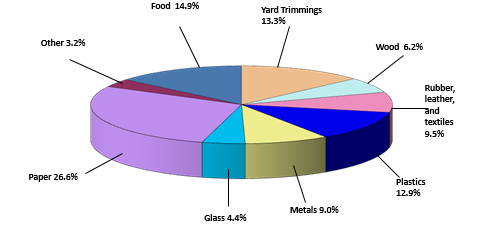 Food  14.9%
Yard Trimmings
13.3%
Other 3.2%
Wood  6.2%
Rubber,
leather,
and
textiles
9.5%
Paper 26.6%
Plastics
12.9%
Metals 9.0%
Glass 4.4%